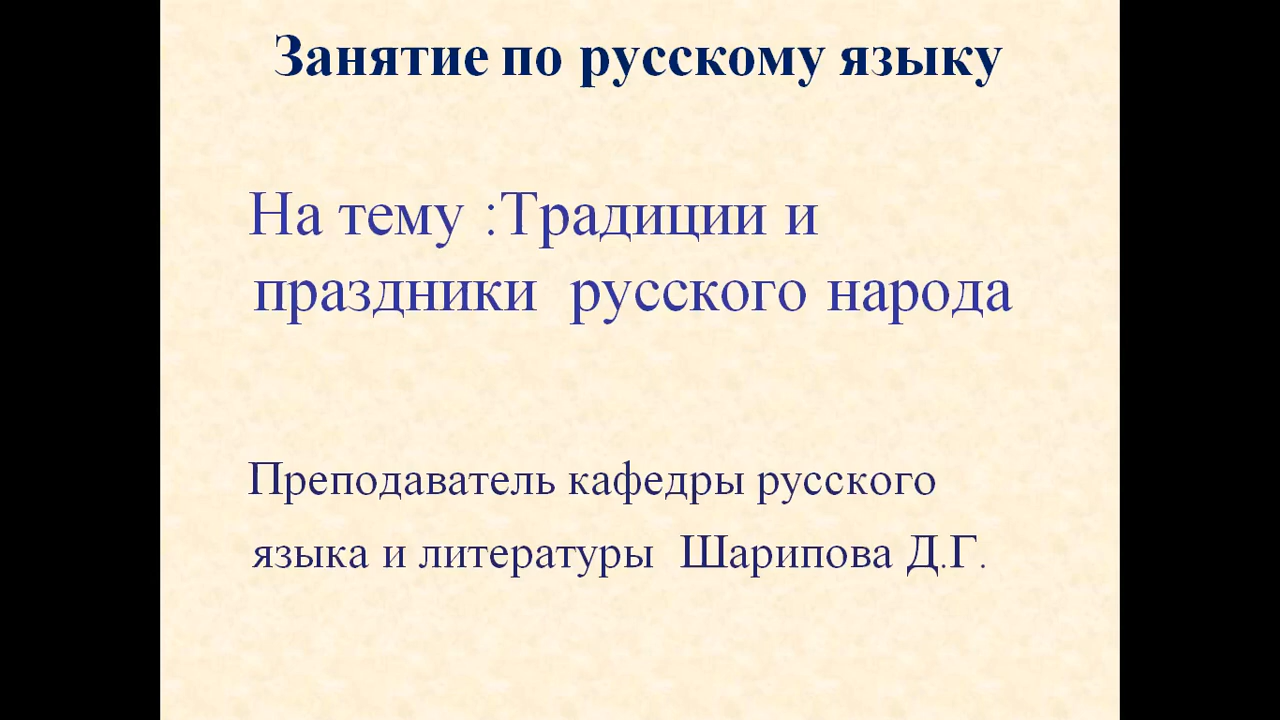 Занятие по русскому языку
На тему :Традиции и
праздники русского народа
Преподаватель кафедры русского
языка и литературы Шарипова Д.Г.